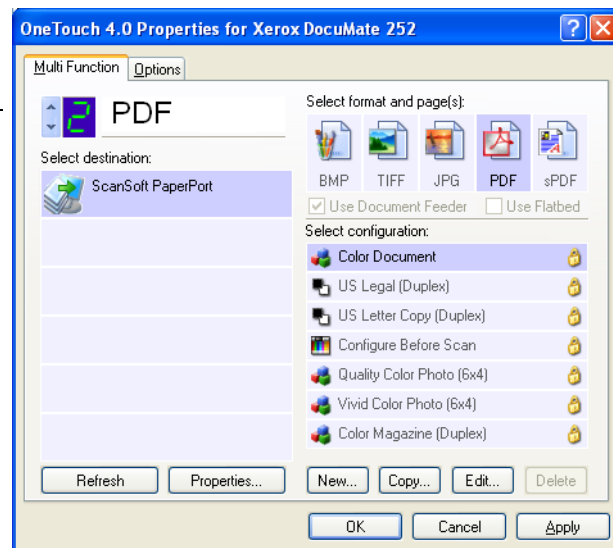 OneTouch 4.0 Properties for Xerox DocuMate 252
Multi Function Options
2 PDF
Select destination:
ScanSoft PaperPort
Refresh Properties...
Select format and page(s):
BMP TIFF JPG PDF sPDF
Use Document Feeder Use Flatbed
Select configuration:
Color Document
US Legal (Duplex)
US Letter Copy (Duplex)
Configure Before Scan
Quality Color Photo (6x4)
Vivid Color Photo (6x4)
Color Magazine (Duplex)
New... Copy... Edit... Delete
OK Cancel Apply